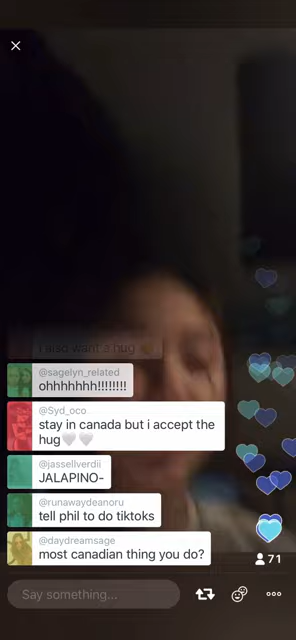 I also want a hug
@sagelyn_related
ohhhhhhh!!!!!!!!
@Syd_oco
stay in canada but i accept the
hug🤍🤍
@jassellverdii
JALAPINO-
@runawaydeanoru
tell phil to do tiktoks
@daydreamsage
most canadian thing you do?
71
Say something...